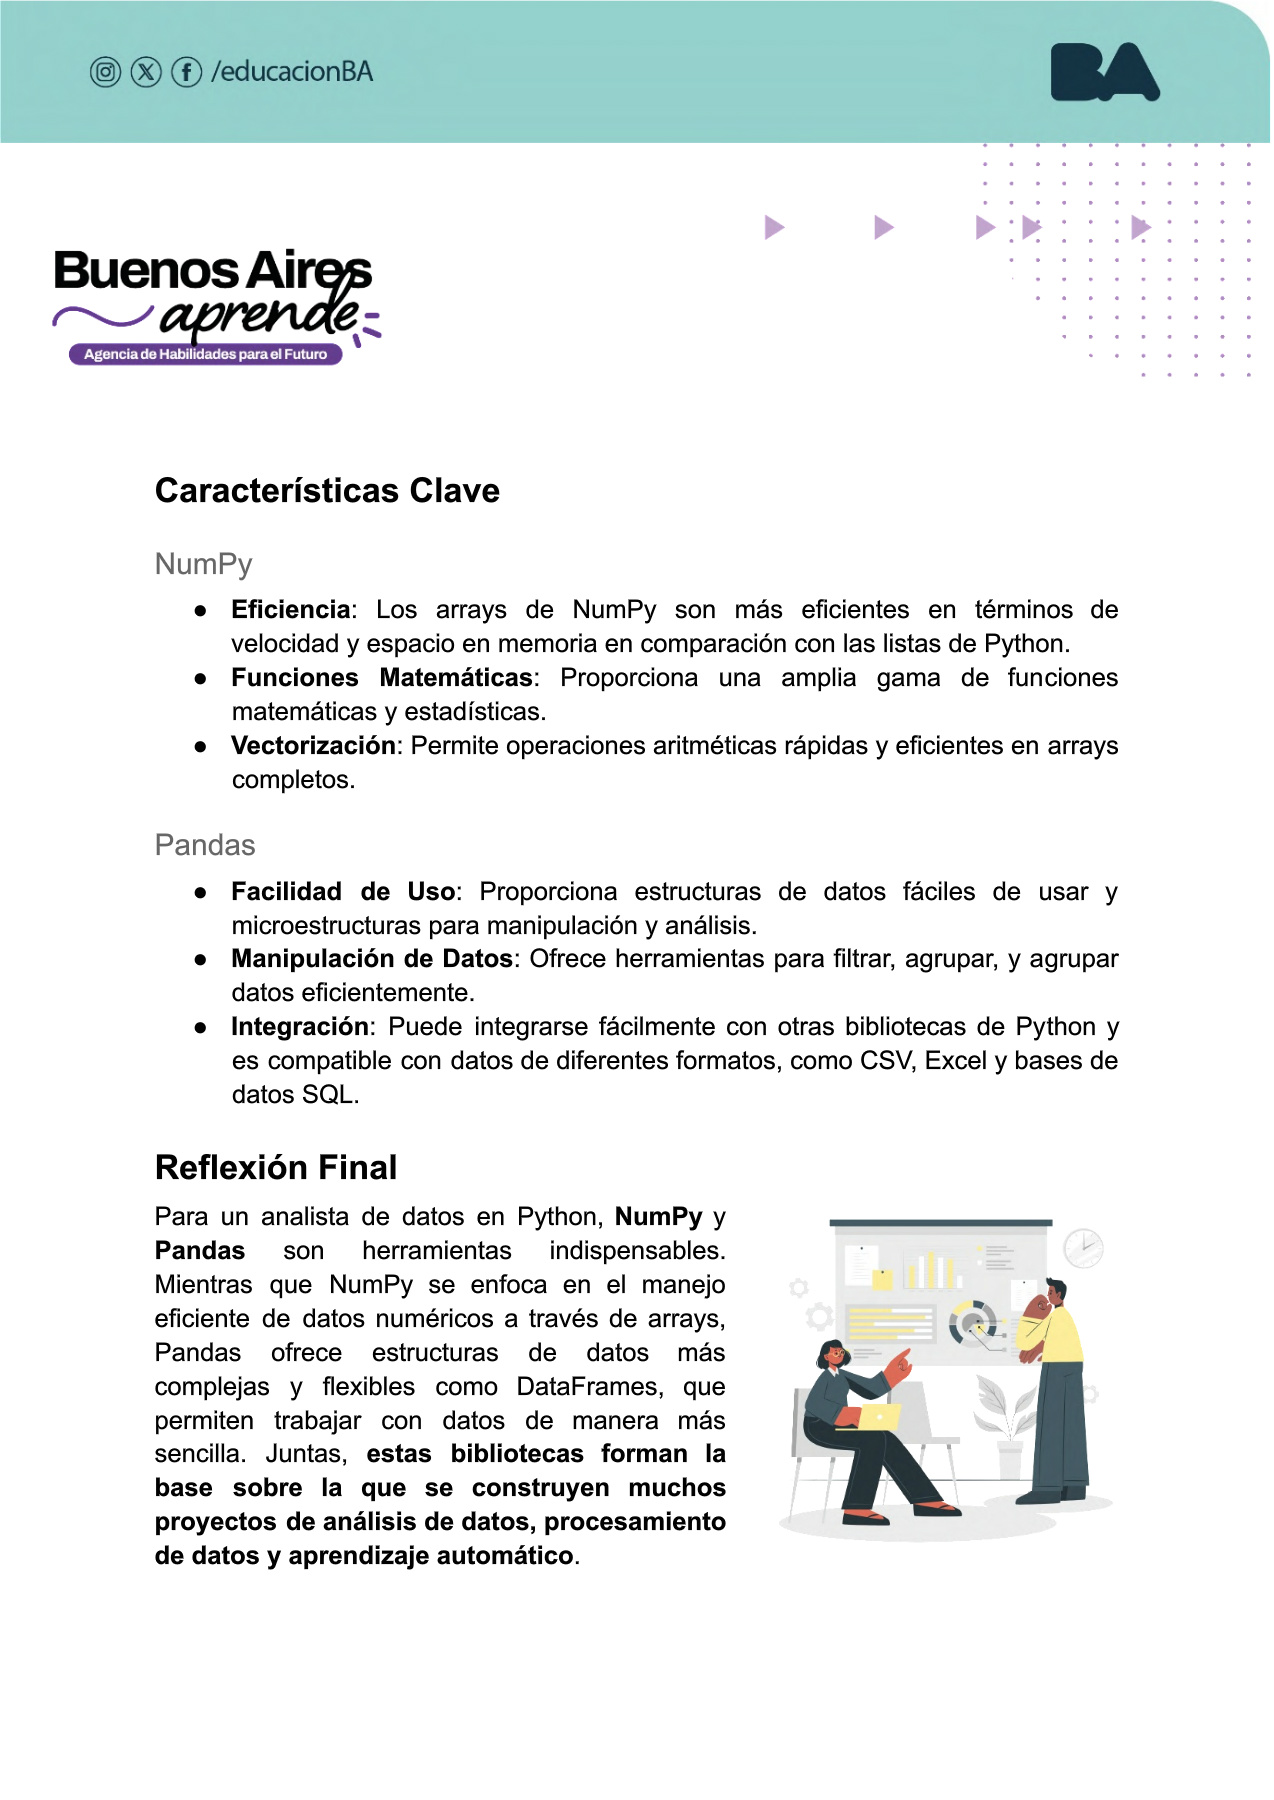 /educacionBA
BA
Buenos Aires
aprende
Agencia de Habilidades para el Futuro
Características Clave
NumPy
● Eficiencia: Los arrays de NumPy son más eficientes en términos de
velocidad y espacio en memoria en comparación con las listas de Python.
● Funciones Matemáticas: Proporciona una amplia gama de funciones
matemáticas y estadísticas.
● Vectorización: Permite operaciones aritméticas rápidas y eficientes en arrays
completos.
Pandas
● Facilidad de Uso: Proporciona estructuras de datos fáciles de usar y
microestructuras para manipulación y análisis.
● Manipulación de Datos: Ofrece herramientas para filtrar, agrupar, y agrupar
datos eficientemente.
● Integración: Puede integrarse fácilmente con otras bibliotecas de Python y
es compatible con datos de diferentes formatos, como CSV, Excel y bases de
datos SQL.
Reflexión Final
Para un analista de datos en Python, NumPy y
Pandas son herramientas indispensables.
Mientras que NumPy se enfoca en el manejo
eficiente de datos numéricos a través de arrays,
Pandas ofrece estructuras de datos más
complejas y flexibles como DataFrames, que
permiten trabajar con datos de manera más
sencilla. Juntas, estas bibliotecas forman la
base sobre la que se construyen muchos
proyectos de análisis de datos, procesamiento
de datos y aprendizaje automático.